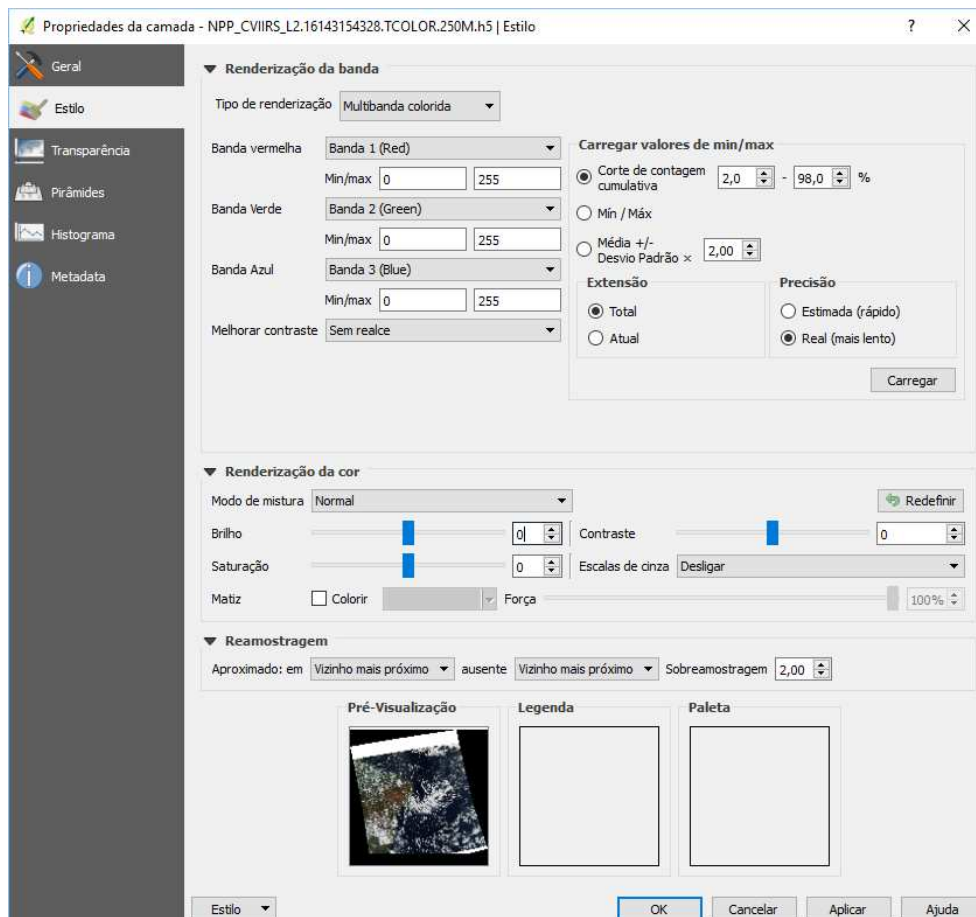 Propriedades da camada - NPP_CVIIRS_L2.16143154328.TCOLOR.250M.h5 | Estilo
?
Geral
Estilo
Transparência
Pirâmides
Histograma
Metadata
Renderização da banda
Tipo de renderização Multibanda colorida
Banda vermelha Banda 1 (Red)
Min/max 0 255
Banda Verde Banda 2 (Green)
Min/max 0 255
Banda Azul Banda 3 (Blue)
Min/max 0 255
Melhorar contraste Sem realce
Carregar valores de min/max
Corte de contagem
cumulativa 2,0 - 98,0 %
Mín / Máx
Média +/-
Desvio Padrão × 2,00
Extensão
Total
Atual
Precisão
Estimada (rápido)
Real (mais lento)
Carregar
Renderização da cor
Modo de mistura Normal Redefinir
Brilho 0 Contraste 0
Saturação 0 Escalas de cinza Desligar
Matiz Colorir Força 100%
Reamostragem
Aproximado: em Vizinho mais próximo ausente Vizinho mais próximo Sobreamostragem 2,00
Pré-Visualização Legenda Paleta
Estilo OK Cancelar Aplicar Ajuda